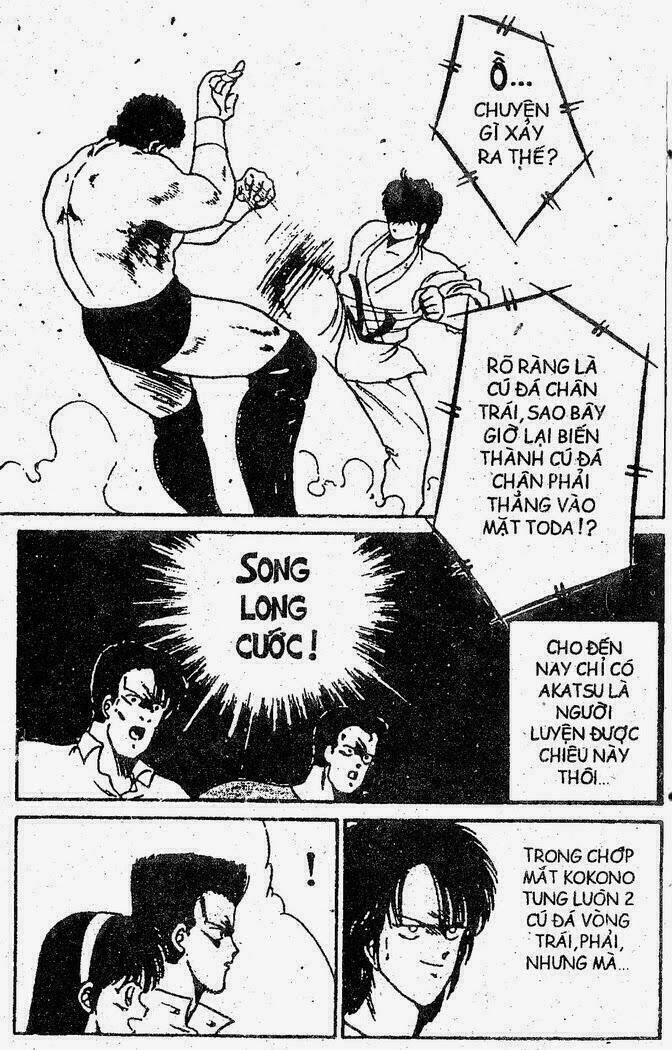 Ồ...
CHUYỆN
GÌ XẢY
RA THẾ?
RÕ RÀNG LÀ
CÚ ĐÁ CHÂN
TRÁI, SAO BÂY
GIỜ LẠI BIẾN
THÀNH CÚ ĐÁ
CHÂN PHẢI
THẲNG VÀO
MẶT TODA!?
SONG
LONG
CƯỚC!
CHO ĐẾN
NAY CHỈ CÓ
AKATSU LÀ
NGƯỜI
LUYỆN ĐƯỢC
CHIÊU NÀY
THÔI...
!
TRONG CHỚP
MẮT KOKONO
TUNG LUÔN 2
CÚ ĐÁ VÒNG
TRÁI, PHẢI,
NHƯNG MÀ...